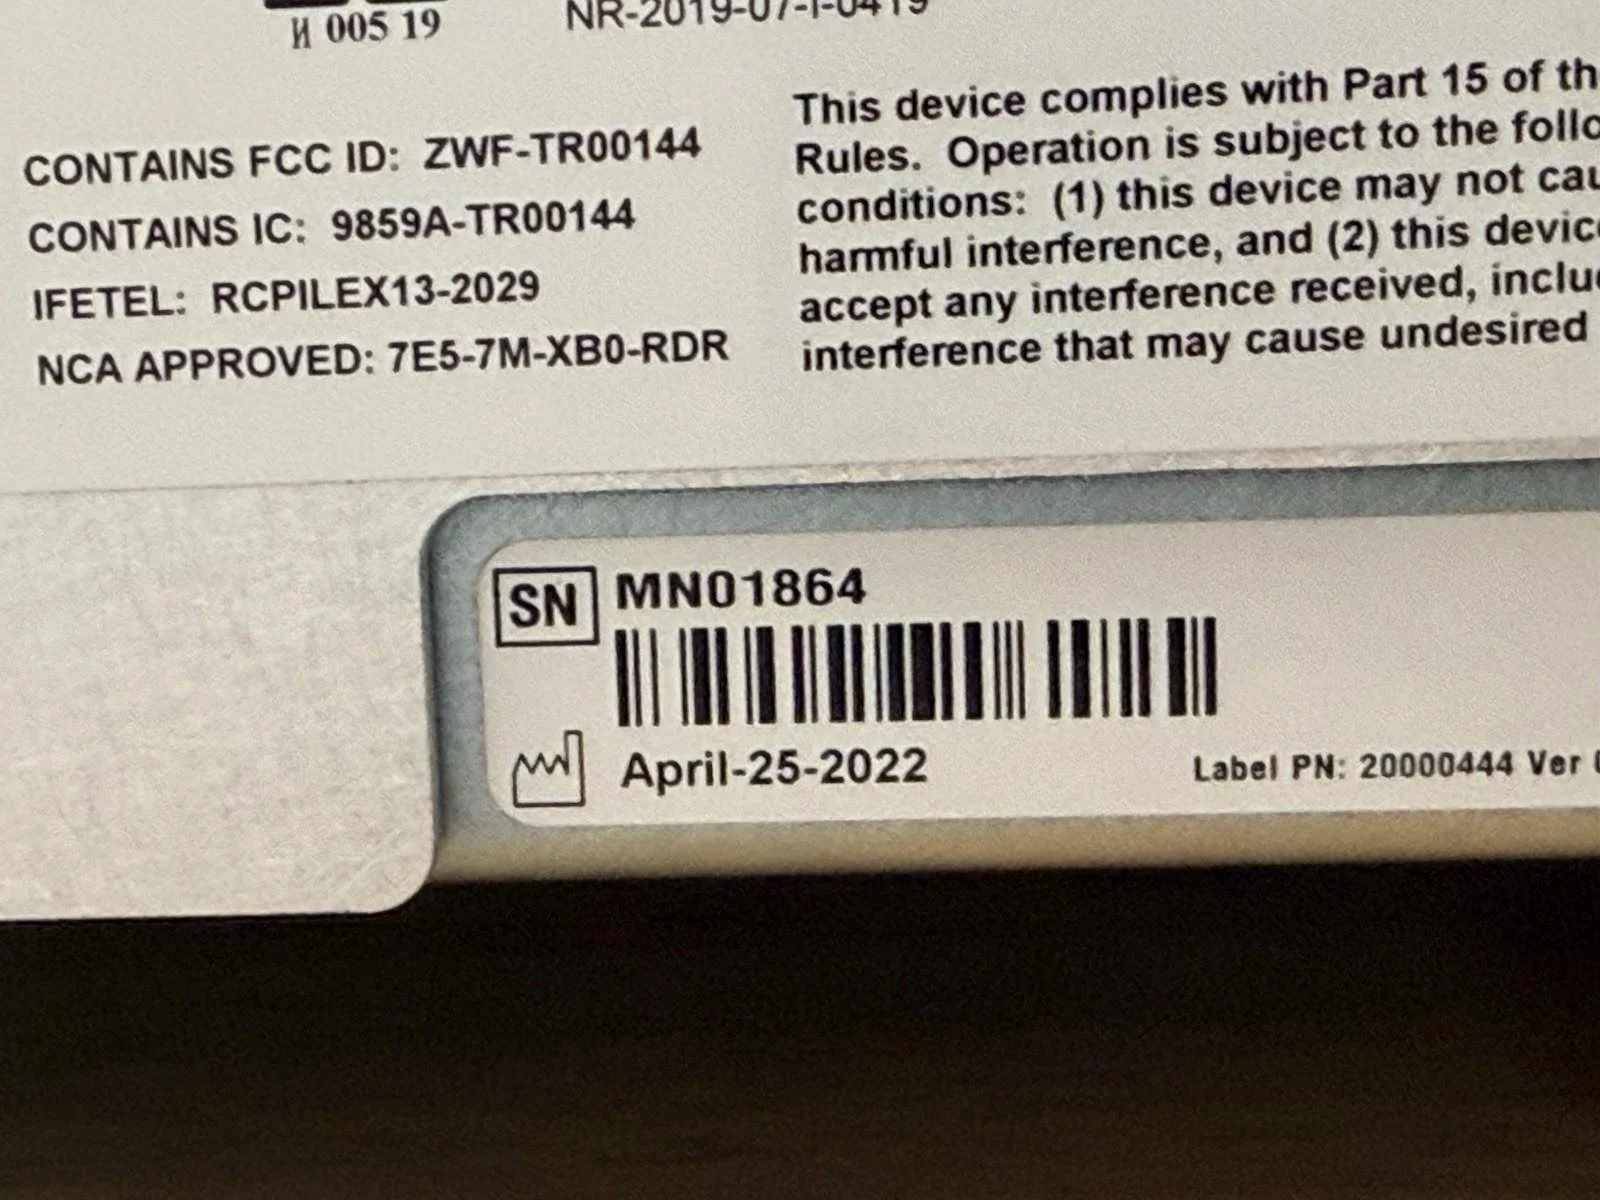 И 005 19
NR-2019-07-I-0419
CONTAINS FCC ID: ZWF-TR00144
CONTAINS IC: 9859A-TR00144
IFETEL: RCPILEX13-2029
NCA APPROVED: 7E5-7M-XB0-RDR
This device complies with Part 15 of th
Rules. Operation is subject to the follo
conditions: (1) this device may not cau
harmful interference, and (2) this device
accept any interference received, includ
interference that may cause undesired
SN MN01864
April-25-2022
Label PN: 20000444 Ver